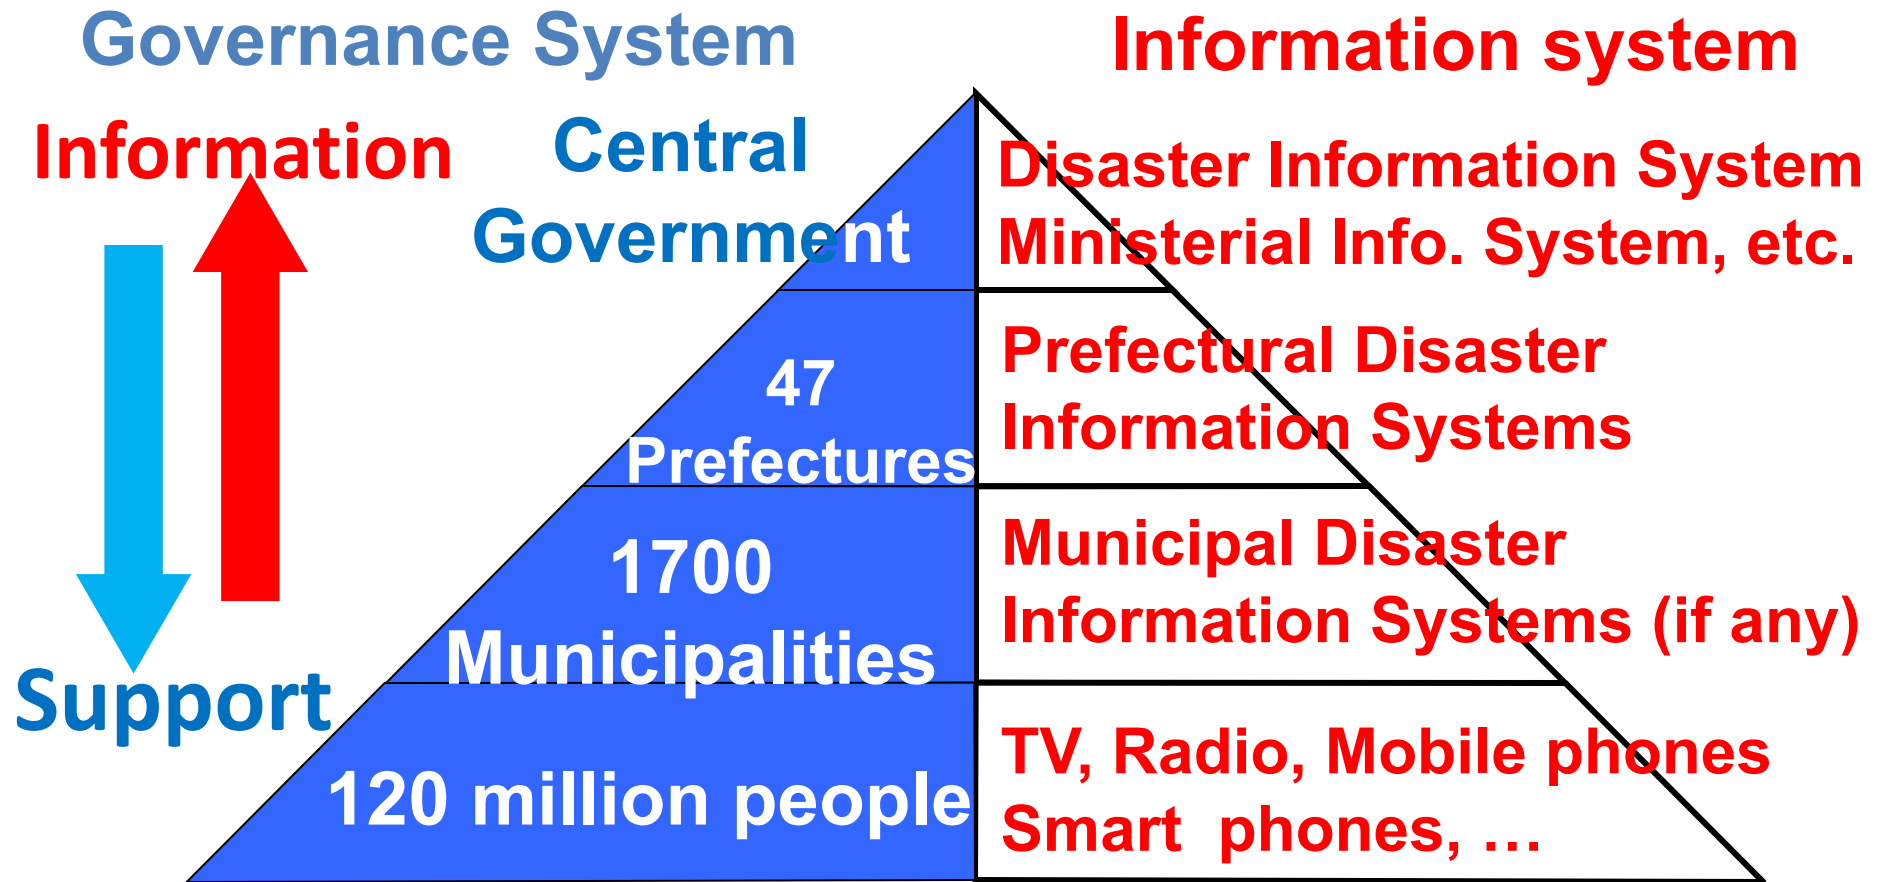 Governance System
Information system
Information
Central
Government
Disaster Information System
Ministerial Info. System, etc.
47
Prefectures
Prefectural Disaster
Information Systems
1700
Municipalities
Municipal Disaster
Information Systems (if any)
Support
120 million people
TV, Radio, Mobile phones
Smart phones, …